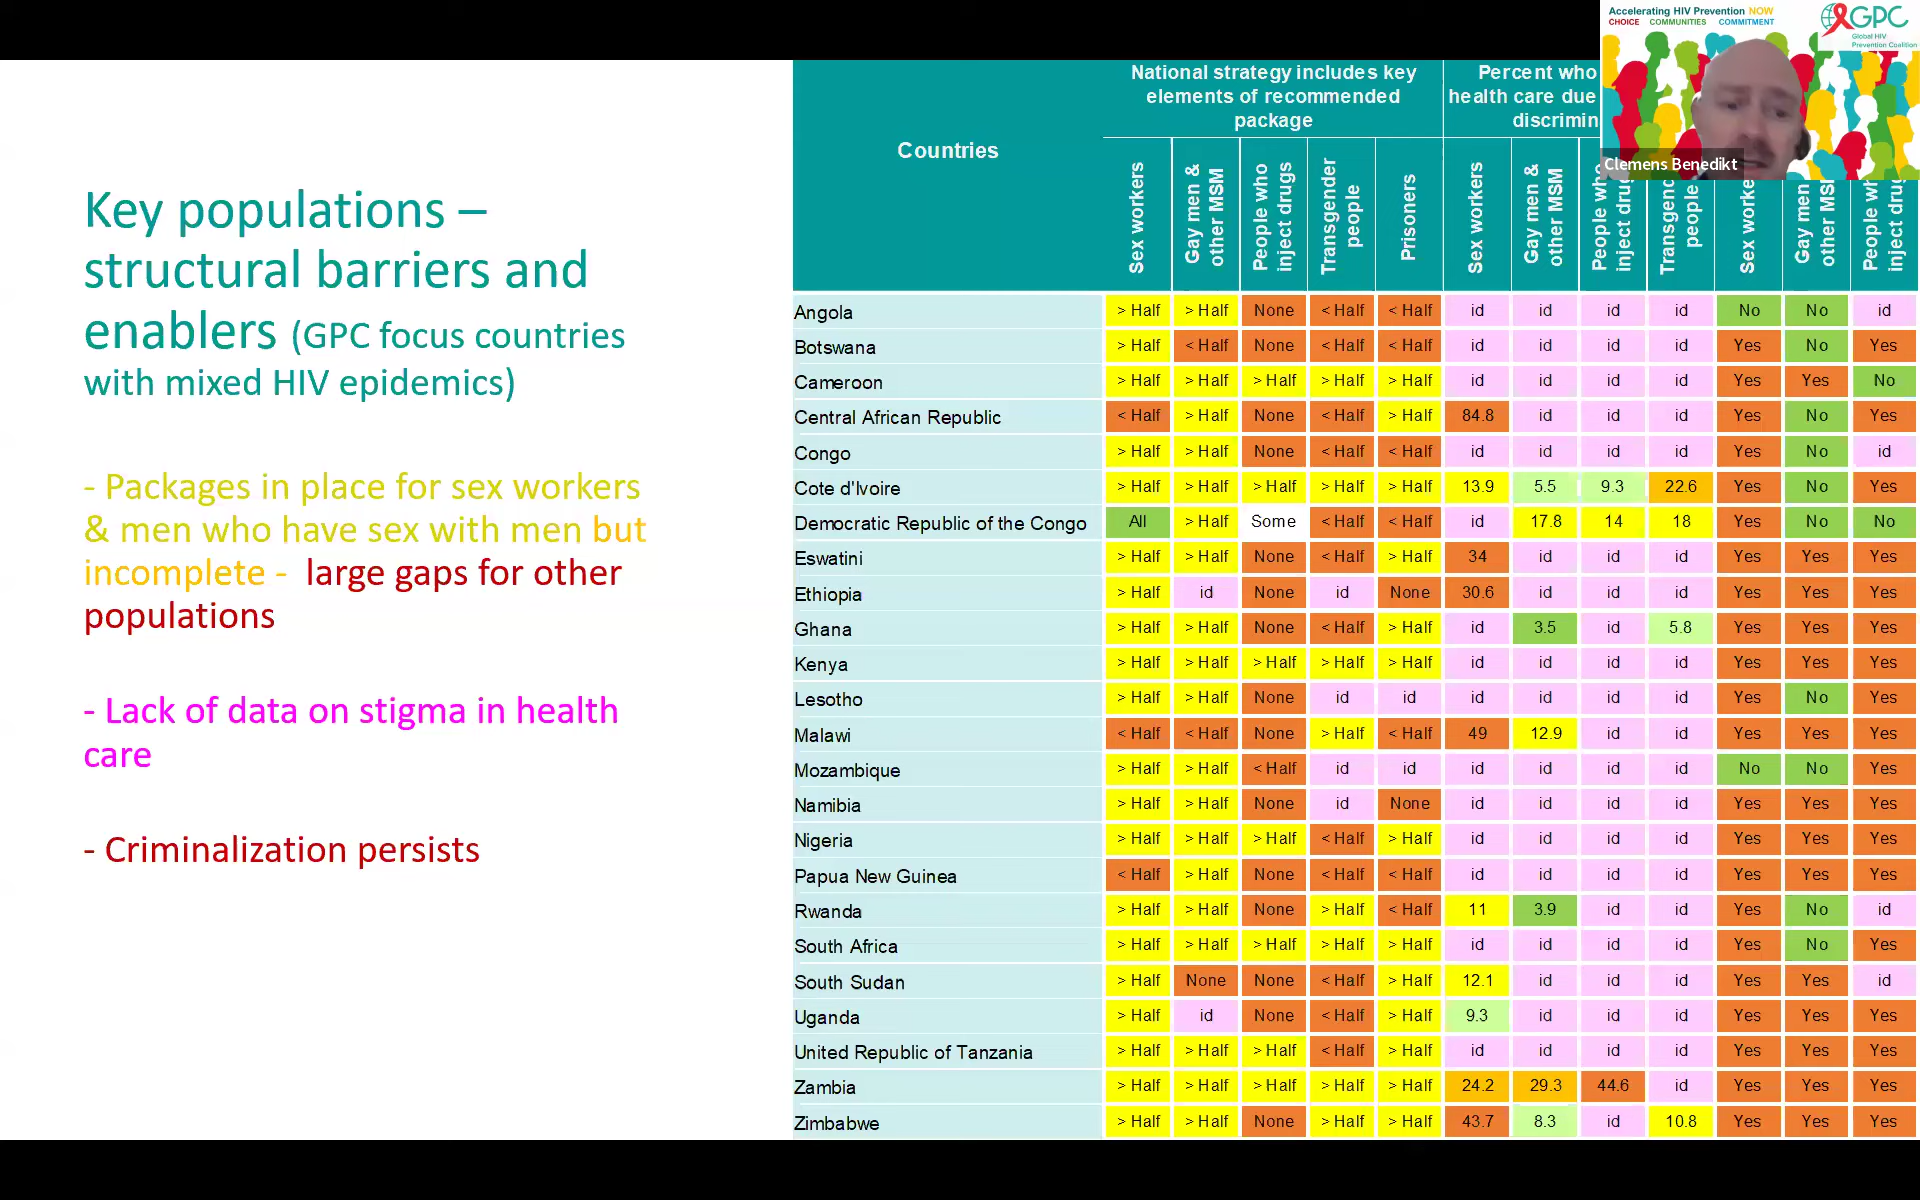 Accelerating HIV Prevention NOW
CHOICE COMMUNITIES COMMITMENT
GPC
Global HIV
Prevention Coalition
Clemens Benedikt
Key populations –
structural barriers and
enablers (GPC focus countries
with mixed HIV epidemics)
- Packages in place for sex workers
& men who have sex with men but
incomplete - large gaps for other
populations
- Lack of data on stigma in health
care
- Criminalization persists
Countries
National strategy includes key
elements of recommended
package
Percent who
health care due
Sex workers
Gay men &
other MSM
People who
inject drugs
Transgender
people
Prisoners
Sex workers
Gay men &
other MSM
People
inject
people
Sex
Gay men
other
People
inject
Angola > Half > Half None < Half < Half id id id id No No id
Botswana > Half < Half None < Half < Half id id id id Yes No Yes
Cameroon > Half > Half > Half > Half > Half id id id id Yes Yes No
Central African Republic < Half > Half None < Half > Half 84.8 id id id Yes No Yes
Congo > Half > Half None < Half < Half id id id id Yes No id
Cote d'Ivoire > Half > Half > Half > Half > Half 13.9 5.5 9.3 22.6 Yes No Yes
Democratic Republic of the Congo All > Half Some < Half < Half id 17.8 14 18 Yes No No
Eswatini > Half > Half None < Half > Half 34 id id id Yes Yes Yes
Ethiopia > Half id None id None 30.6 id id id Yes Yes Yes
Ghana > Half > Half None < Half > Half id 3.5 id 5.8 Yes Yes Yes
Kenya > Half > Half > Half > Half > Half id id id id Yes Yes Yes
Lesotho > Half > Half None id id id id id id Yes No Yes
Malawi < Half < Half None > Half < Half 49 12.9 id id Yes Yes Yes
Mozambique > Half > Half < Half id id id id id id No No Yes
Namibia > Half > Half None id None id id id id Yes Yes Yes
Nigeria > Half > Half > Half < Half > Half id id id id Yes Yes Yes
Papua New Guinea < Half > Half None < Half < Half id id id id Yes Yes Yes
Rwanda > Half > Half None > Half < Half 11 3.9 id id Yes No id
South Africa > Half > Half > Half > Half > Half id id id id Yes No Yes
South Sudan > Half None None < Half > Half 12.1 id id id Yes Yes id
Uganda > Half id None < Half > Half 9.3 id id id Yes Yes Yes
United Republic of Tanzania > Half > Half > Half < Half > Half id id id id Yes Yes Yes
Zambia > Half > Half > Half > Half > Half 24.2 29.3 44.6 id Yes Yes Yes
Zimbabwe > Half > Half None > Half > Half 43.7 8.3 id 10.8 Yes Yes Yes